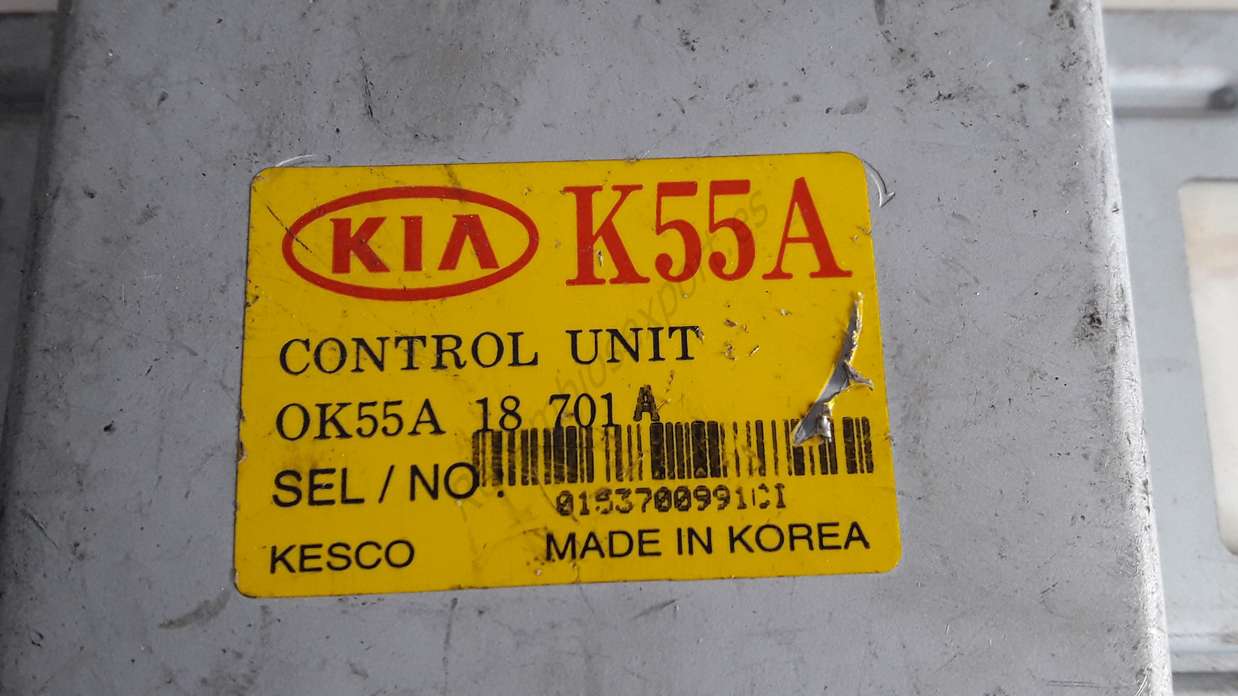 KIA K55A
CONTROL UNIT
OK55A 18 701 A
SEL / NO.
0153700991CI
KESCO MADE IN KOREA